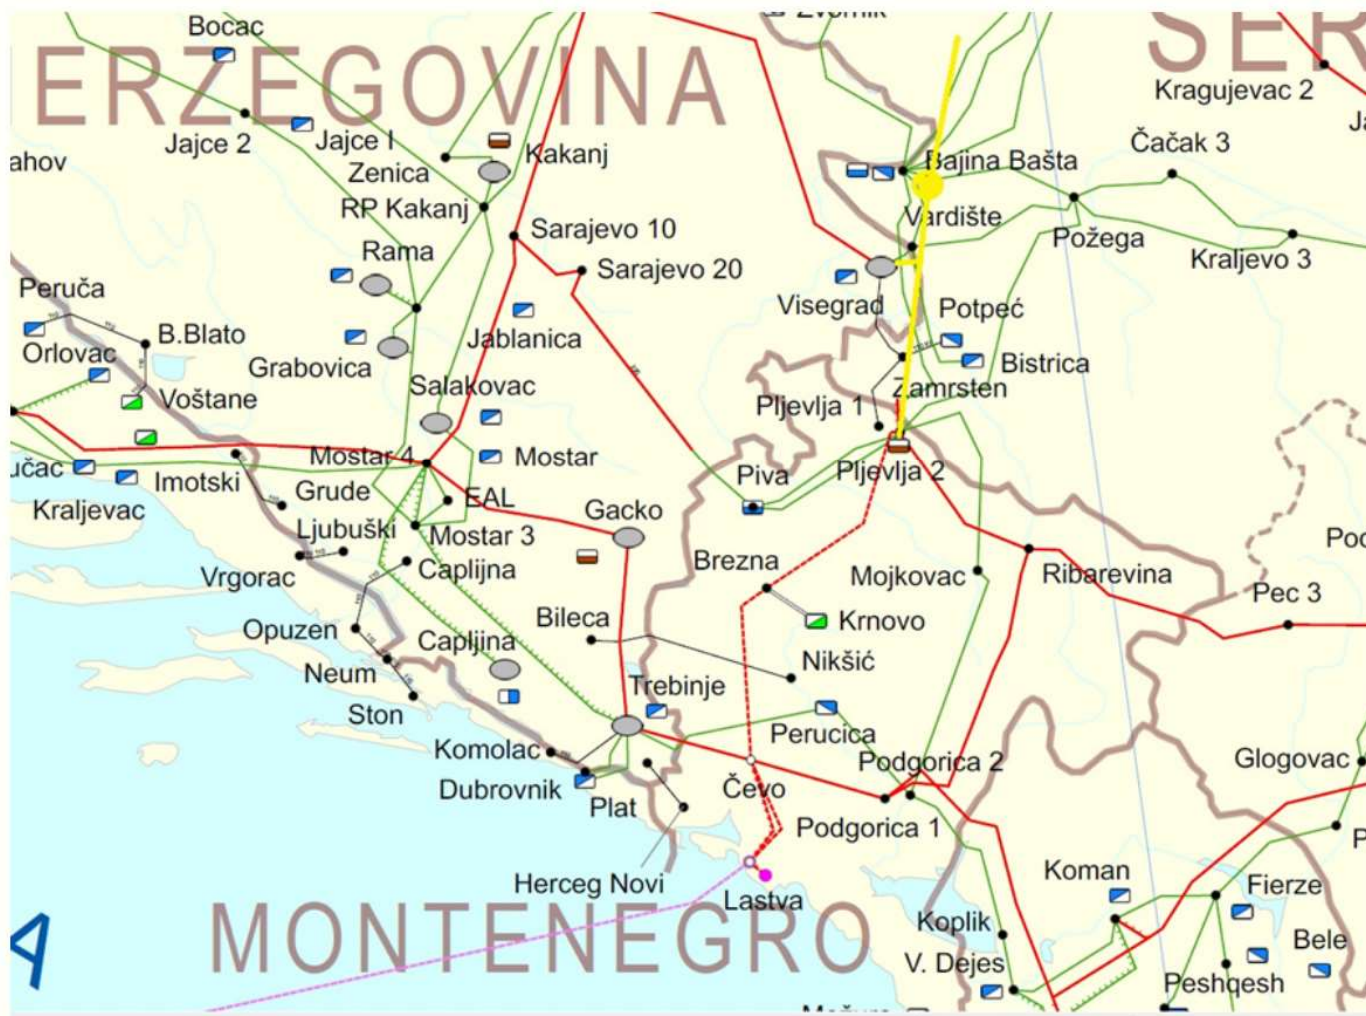 Zvornik
Bocac
SER
ERZEGOVINA
Kragujevac 2
Jajce 2
Jajce I
Kakanj
Čačak 3
ahov
Zenica
Bajina Bašta
RP Kakanj
Vardište
Sarajevo 10
Požega
Rama
Kraljevo 3
Sarajevo 20
Peruča
Visegrad
Potpeć
B.Blato
Jablanica
Orlovac
Grabovica
Bistrica
Salakovac
Zamrsten
Voštane
Pljevlja 1
Mostar 4
Mostar
Pljevlja 2
učac
Imotski
Piva
Grude
EAL
Kraljevac
Gacko
Ljubuški
Mostar 3
Brezna
Vrgorac
Caplijna
Mojkovac
Ribarevina
Pec 3
Bileca
Krnovo
Opuzen
Capljina
Nikšić
Neum
Trebinje
Ston
Perucica
Komolac
Podgorica 2
Glogovac
Dubrovnik
Plat
Čevo
Podgorica 1
Herceg Novi
Koman
Fierze
Lastva
MONTENEGRO
Koplik
Bele
V. Dejes
Peshqesh